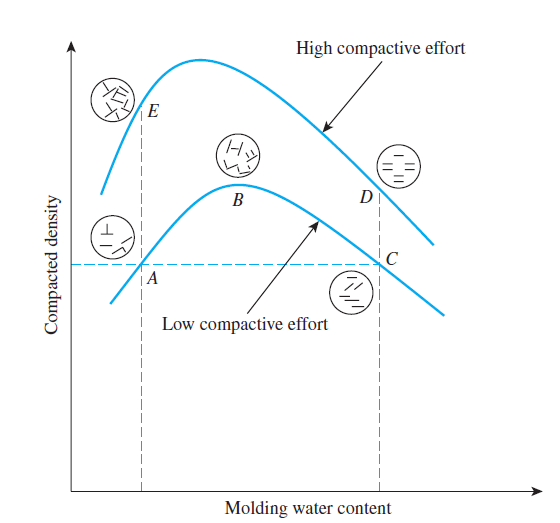 High compactive effort
E
B
D
A
C
Low compactive effort
Compacted density
Molding water content